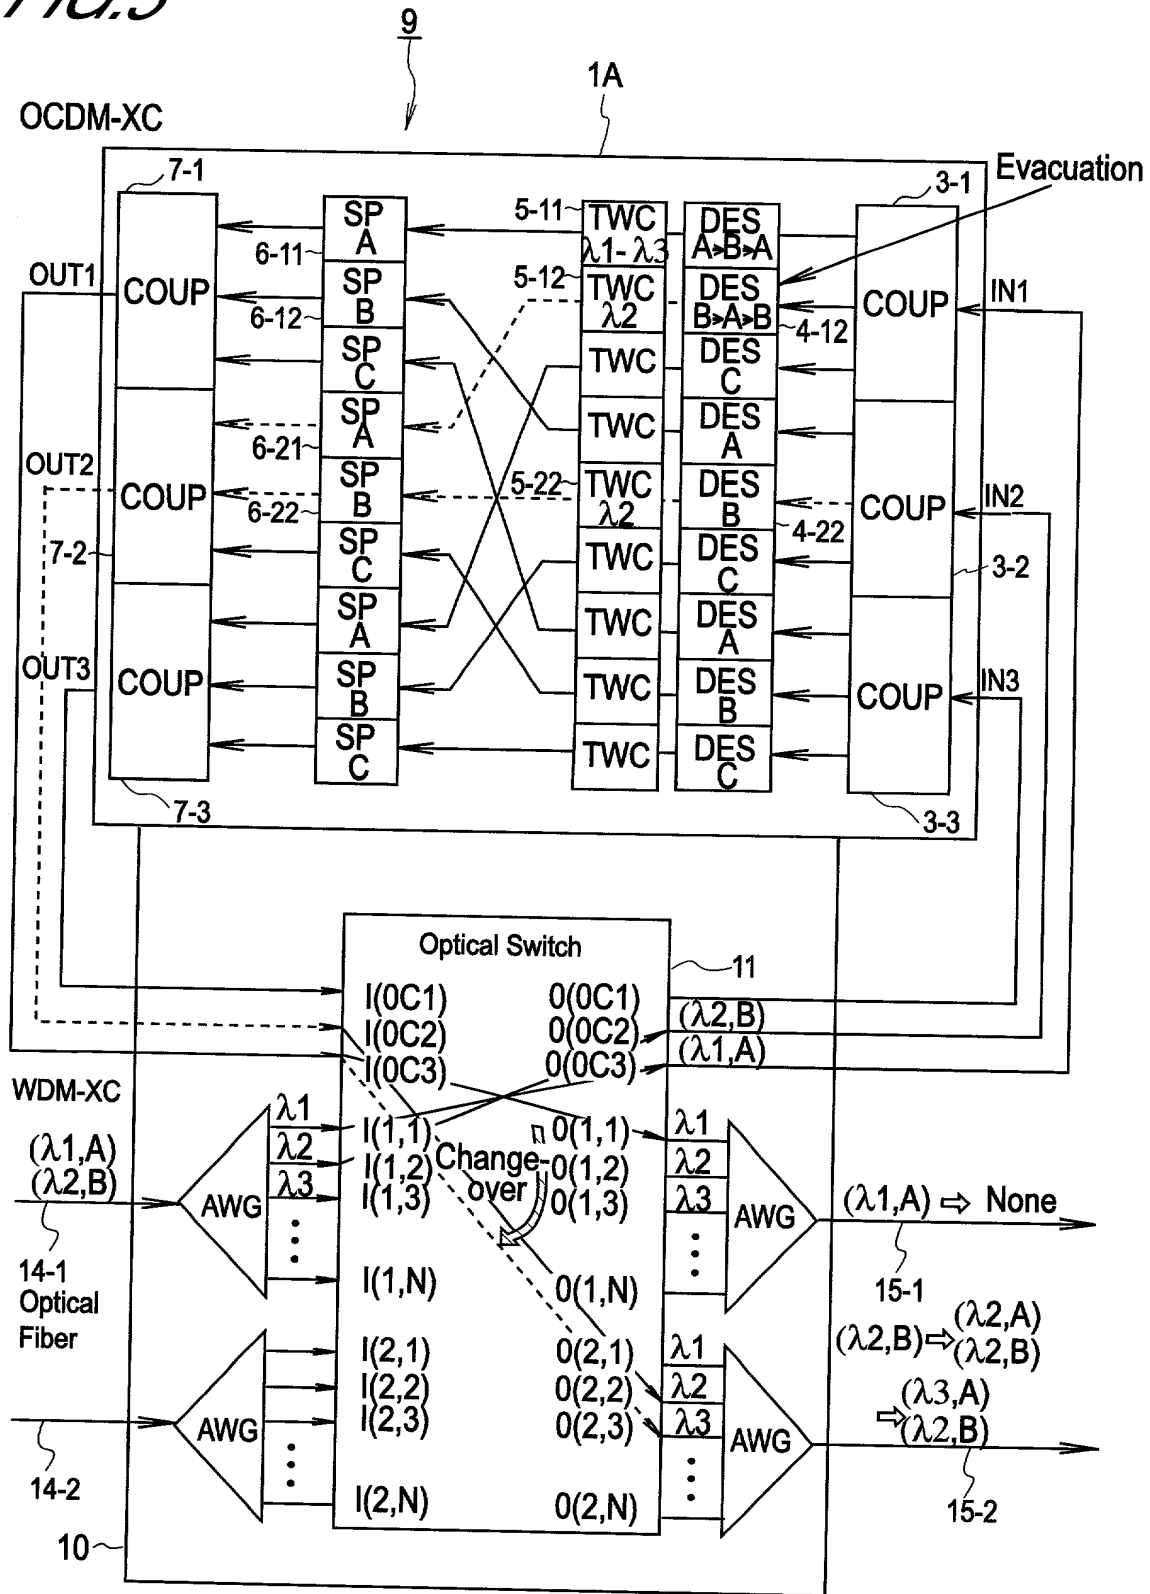 FIG.5
9
1A
OCDM-XC
Evacuation
7-1
3-1
SP A
5-11
TWC λ1-λ3
DES A→B→A
6-11
OUT1
COUP
SP B
6-12
5-12
TWC λ2
DES B→A→B
4-12
COUP
IN1
SP C
TWC
DES C
SP A
6-21
TWC
DES A
OUT2
COUP
SP B
6-22
5-22
TWC λ2
DES B
4-22
COUP
IN2
7-2
SP C
TWC
DES C
3-2
SP A
TWC
DES A
OUT3
COUP
SP B
TWC
DES B
COUP
IN3
SP C
TWC
DES C
7-3
3-3
Optical Switch
11
I(0C1)
0(0C1)
(λ2,B)
I(0C2)
0(0C2)
(λ1,A)
I(0C3)
0(0C3)
WDM-XC
(λ1,A)
(λ2,B)
AWG
λ1
λ2
λ3
I(1,1)
I(1,2)
I(1,3)
I(1,N)
Change-
over
0(1,1)
0(1,2)
0(1,3)
0(1,N)
λ1
λ2
λ3
AWG
(λ1,A) ⇨ None
14-1
Optical
Fiber
15-1
I(2,1)
I(2,2)
I(2,3)
I(2,N)
AWG
14-2
0(2,1)
0(2,2)
0(2,3)
0(2,N)
λ1
λ2
λ3
AWG
(λ2,B) ⇨ (λ2,A)
(λ2,B)
⇨ (λ3,A)
(λ2,B)
15-2
10